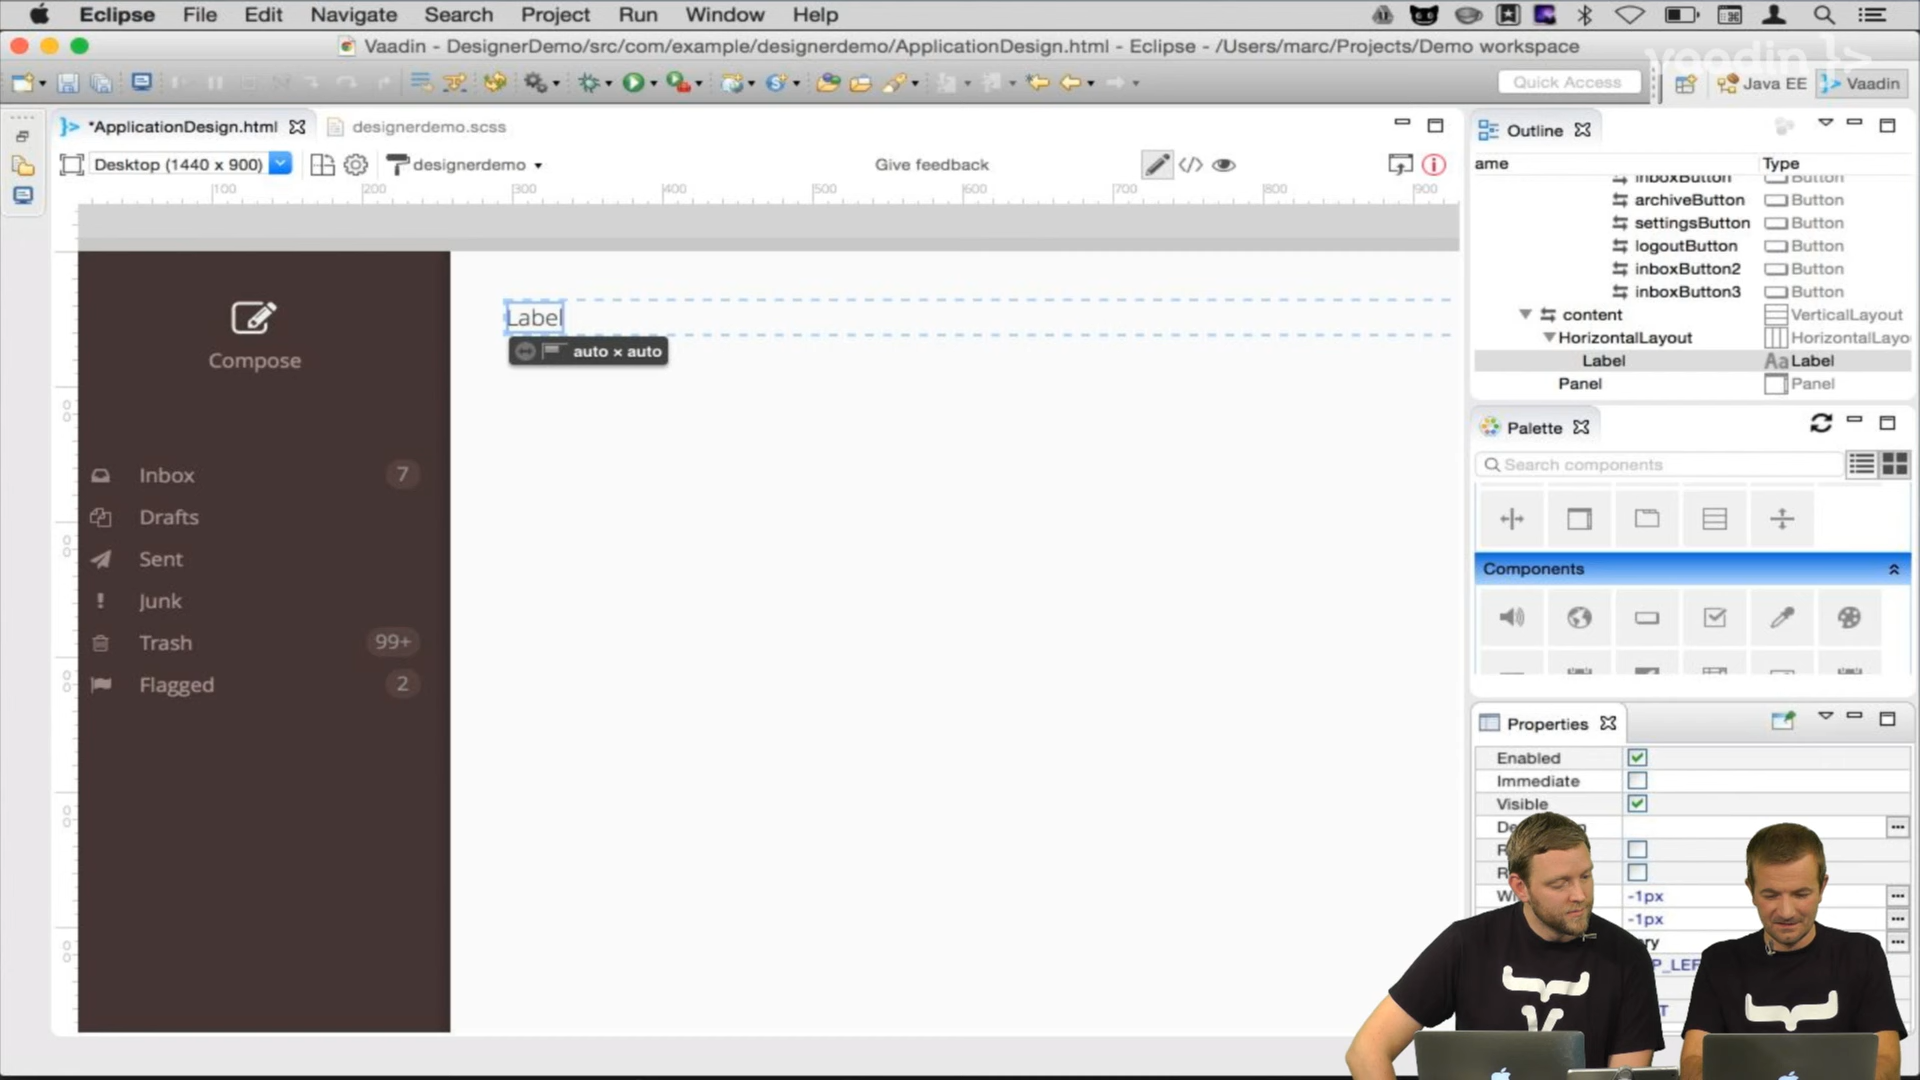 Eclipse File Edit Navigate Search Project Run Window Help
Vaadin - DesignerDemo/src/com/example/designerdemo/ApplicationDesign.html - Eclipse - /Users/marc/Projects/Demo workspace
vaadin }>
Quick Access
Java EE
Vaadin
*ApplicationDesign.html
designerdemo.scss
Desktop (1440 x 900)
designerdemo
Give feedback
100 200 300 400 500 600 700 800 900
Compose
Inbox 7
Drafts
Sent
Junk
Trash 99+
Flagged 2
Label
auto × auto
Outline
ame Type
inboxButton Button
archiveButton Button
settingsButton Button
logoutButton Button
inboxButton2 Button
inboxButton3 Button
content VerticalLayout
HorizontalLayout HorizontalLayo
Label Aa Label
Panel Panel
Palette
Search components
Components
Properties
Enabled
Immediate
Visible
-1px
-1px